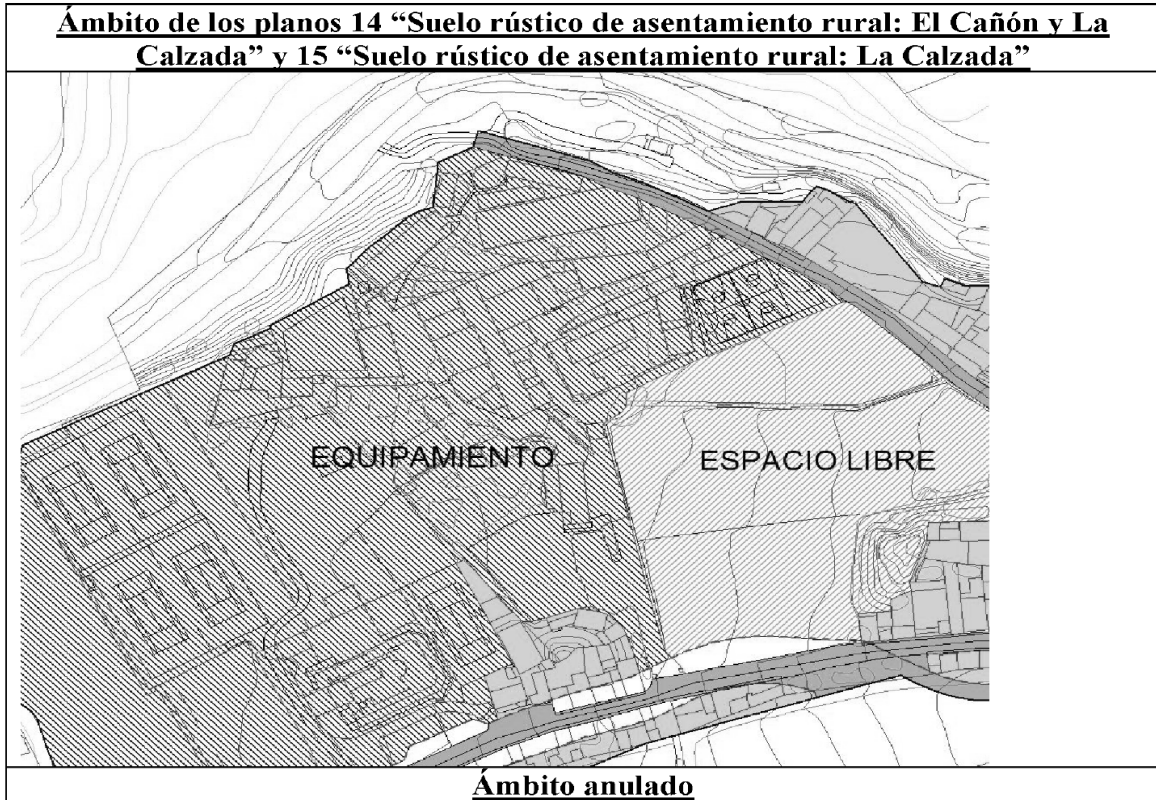 Ámbito de los planos 14 “Suelo rústico de asentamiento rural: El Cañón y La
Calzada” y 15 “Suelo rústico de asentamiento rural: La Calzada”
EQUIPAMIENTO
ESPACIO LIBRE
Ámbito anulado